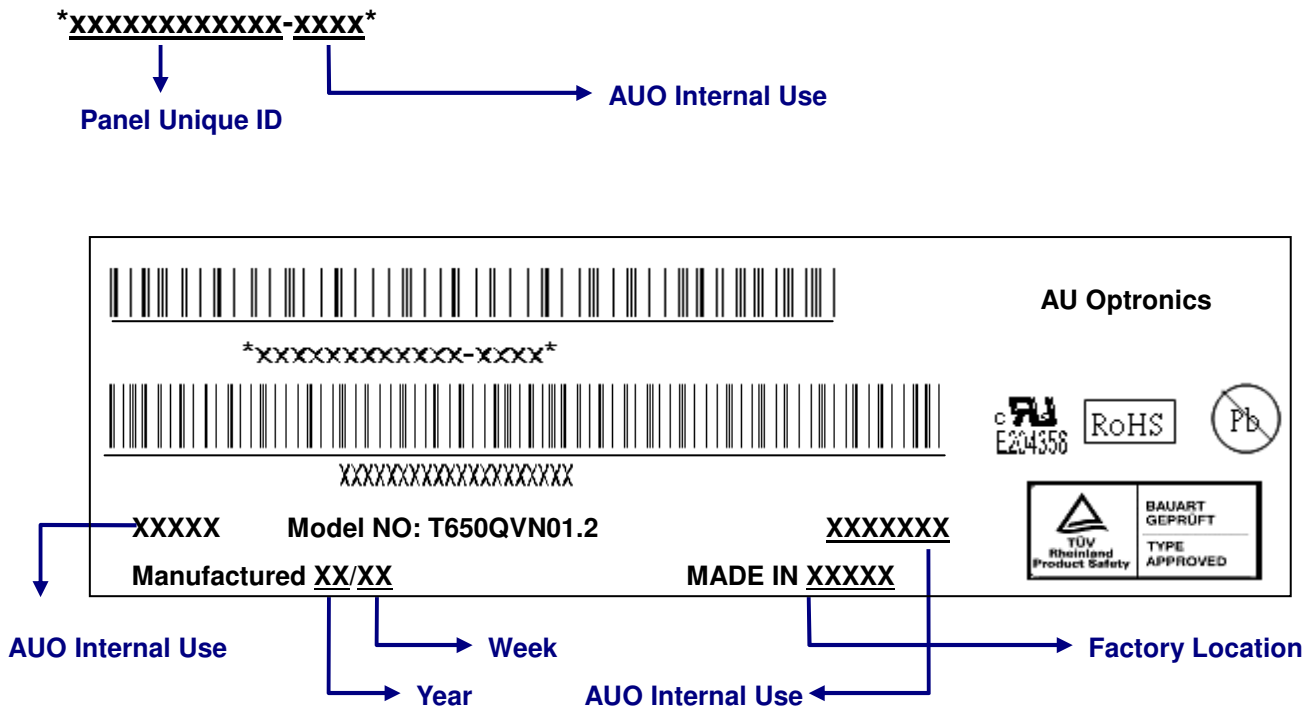 *xxxxxxxxxxxx-xxxx*
AUO Internal Use
Panel Unique ID
AU Optronics
*xxxxxxxxxxxx-xxxx*
c
E204356
RoHS
Pb
XXXXXXXXXXXXXXXXXXXX
XXXXX Model NO: T650QVN01.2 XXXXXXX
Manufactured XX/XX MADE IN XXXXX
TÜV
Rheinland
Product Safety
BAUART
GEPRÜFT
TYPE
APPROVED
AUO Internal Use
Week
Factory Location
Year
AUO Internal Use